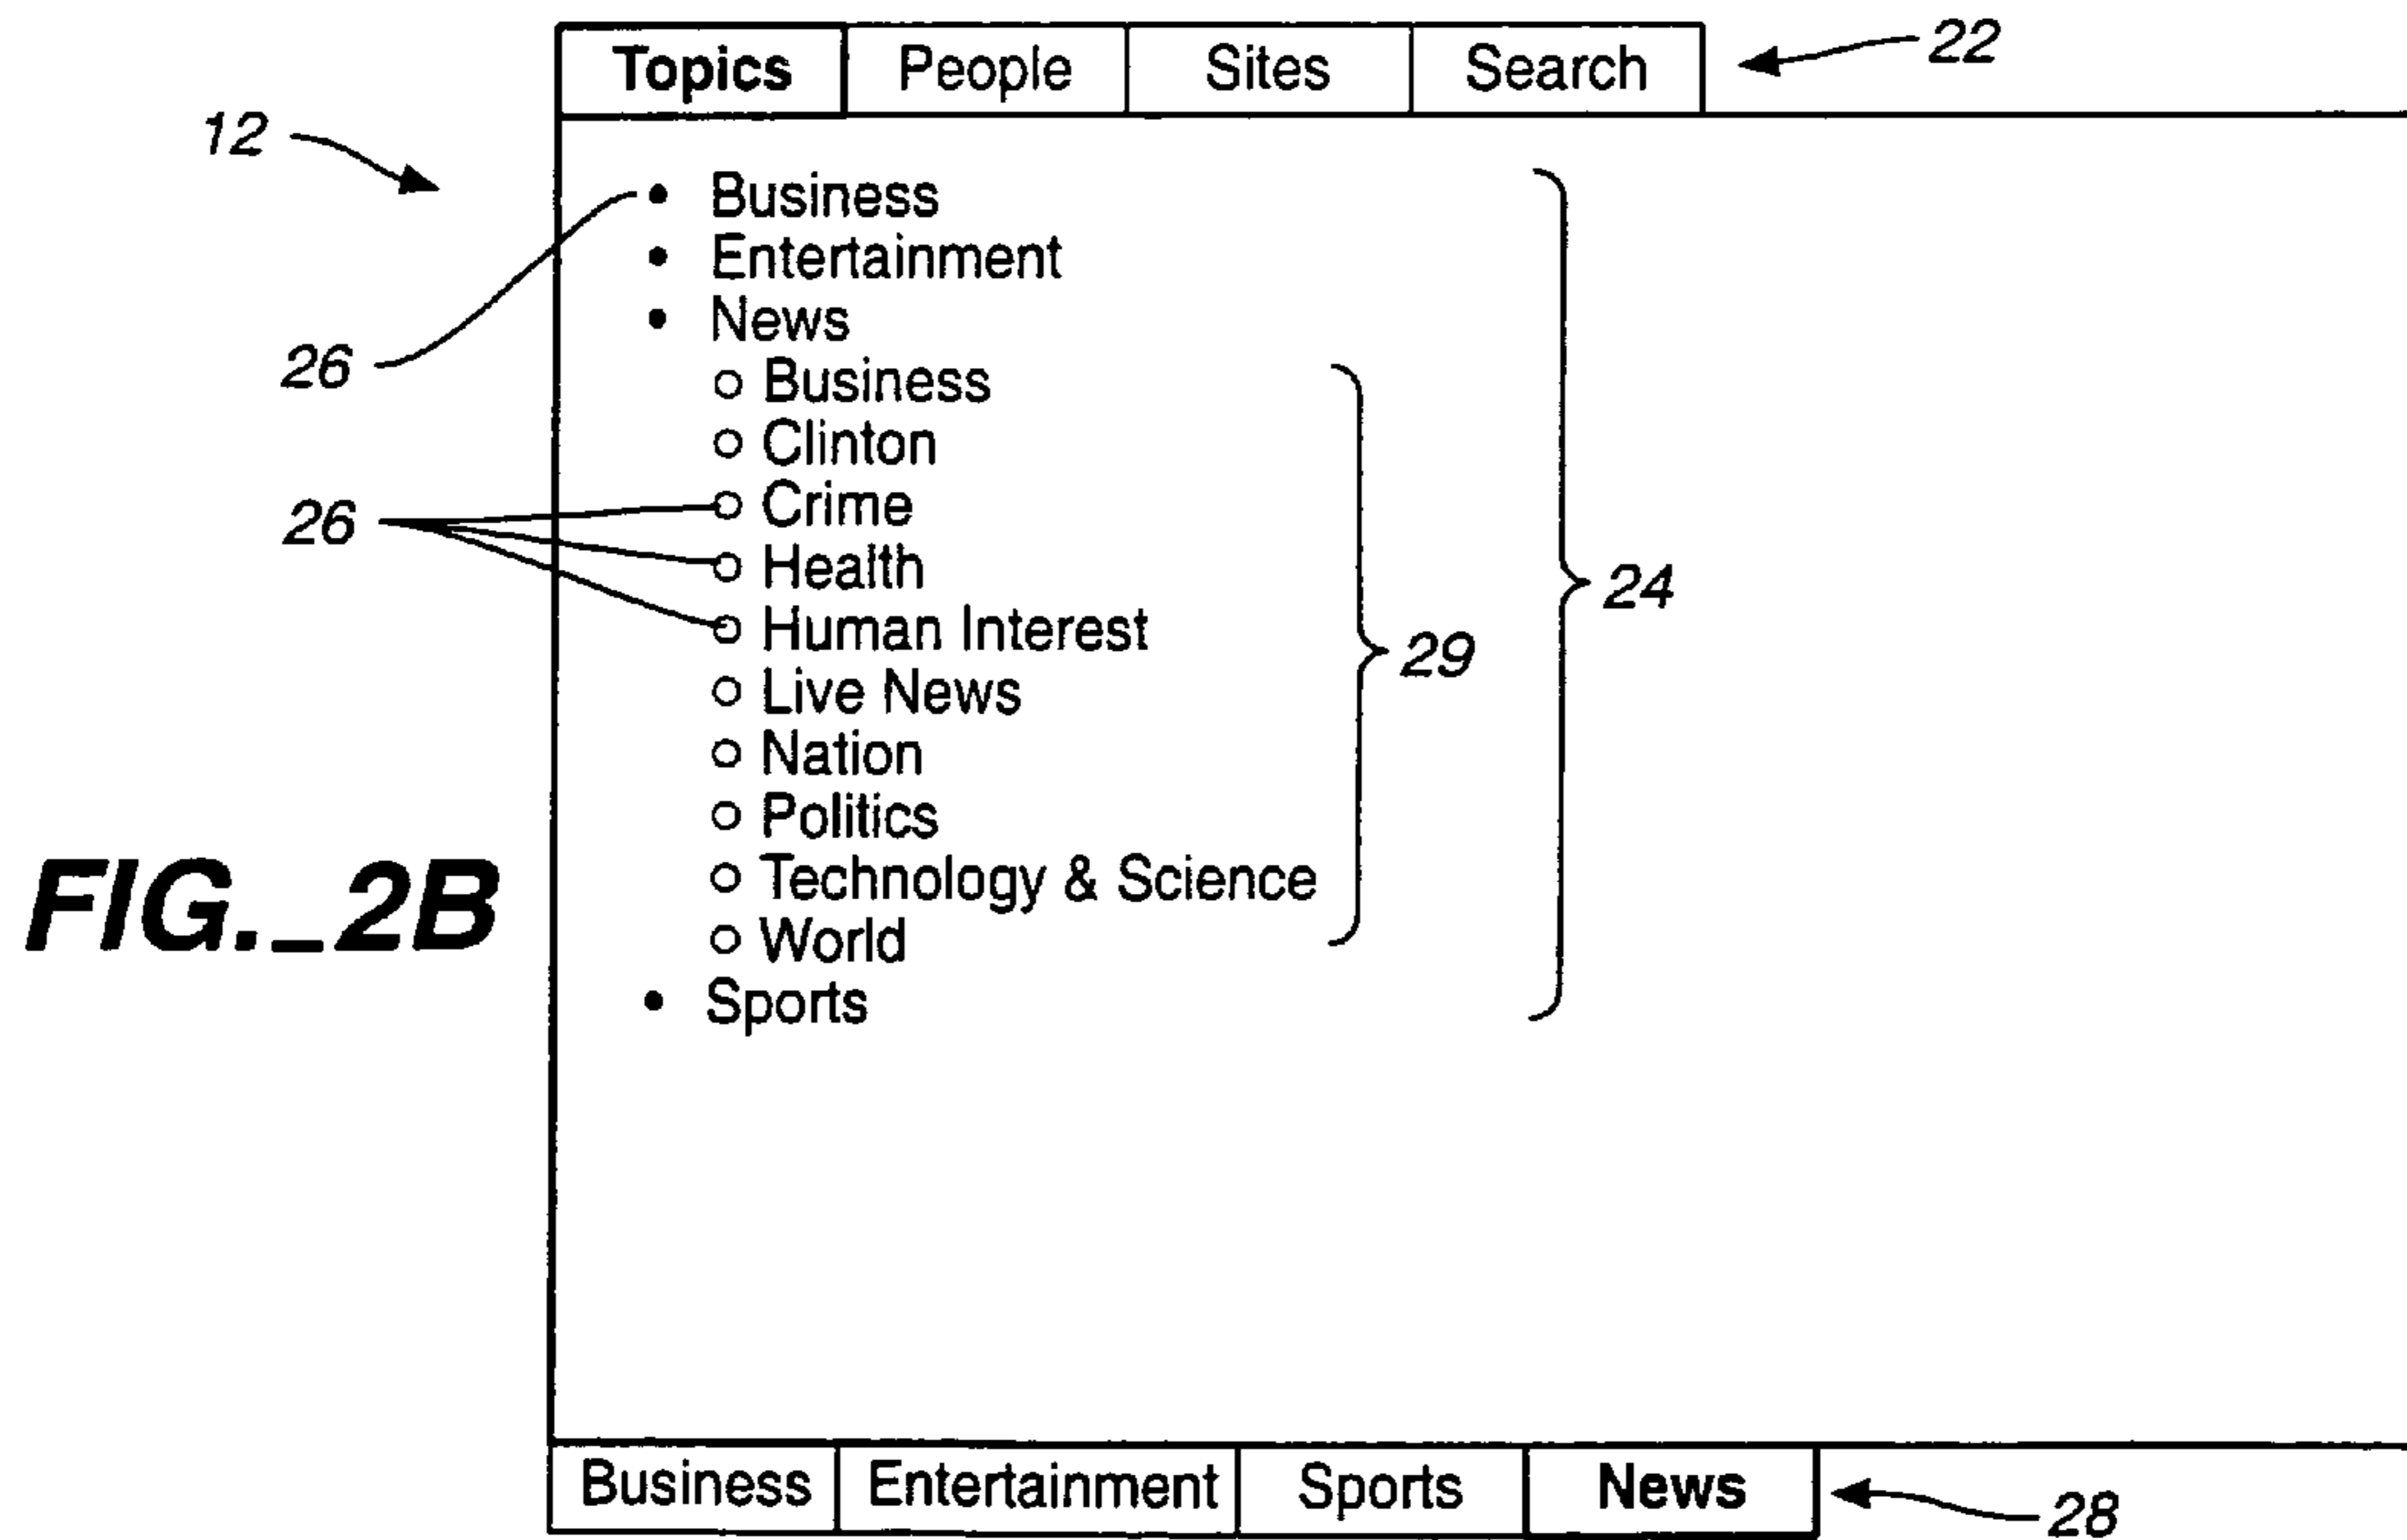 Topics People Sites Search 22
12
• Business
• Entertainment
• News
26
○ Business
○ Clinton
○ Crime
26
○ Health
○ Human Interest
○ Live News
○ Nation
○ Politics
○ Technology & Science
○ World
29
24
• Sports
FIG._2B
Business Entertainment Sports News 28